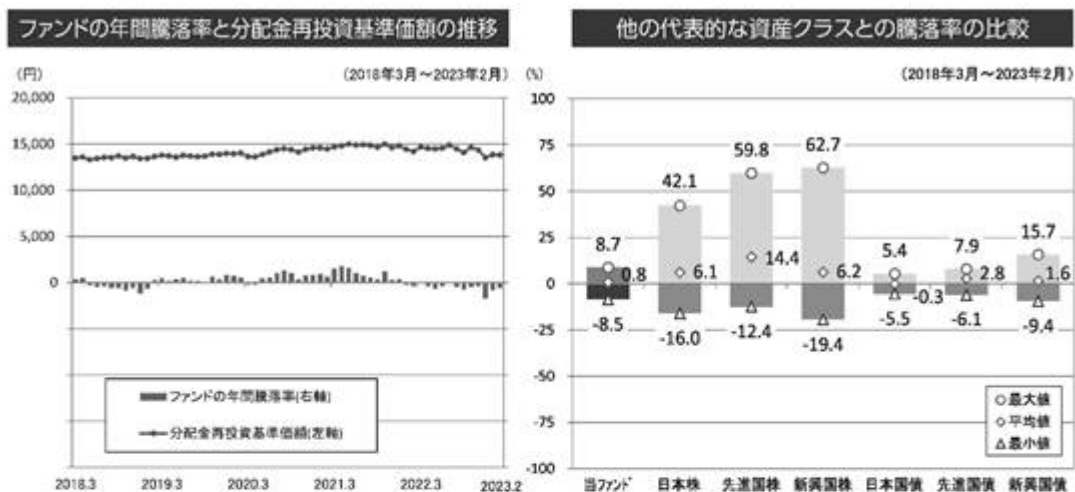 ファンドの年間騰落率と分配金再投資基準価額の推移
(円)
(2018年3月～2023年2月)
20,000
15,000
10,000
5,000
0
ファンドの年間騰落率(右軸)
分配金再投資基準価額(左軸)
2018.3
2019.3
2020.3
2021.3
2022.3
2023.2
他の代表的な資産クラスとの騰落率の比較
(%)
(2018年3月～2023年2月)
100
75
50
25
0
-25
-50
-75
-100
8.7
42.1
59.8
62.7
5.4
7.9
15.7
0.8
6.1
14.4
6.2
-0.3
2.8
1.6
-8.5
-16.0
-12.4
-19.4
-5.5
-6.1
-9.4
最大値
平均値
最小値
当ファンド
日本株
先進国株
新興国株
日本国債
先進国債
新興国債